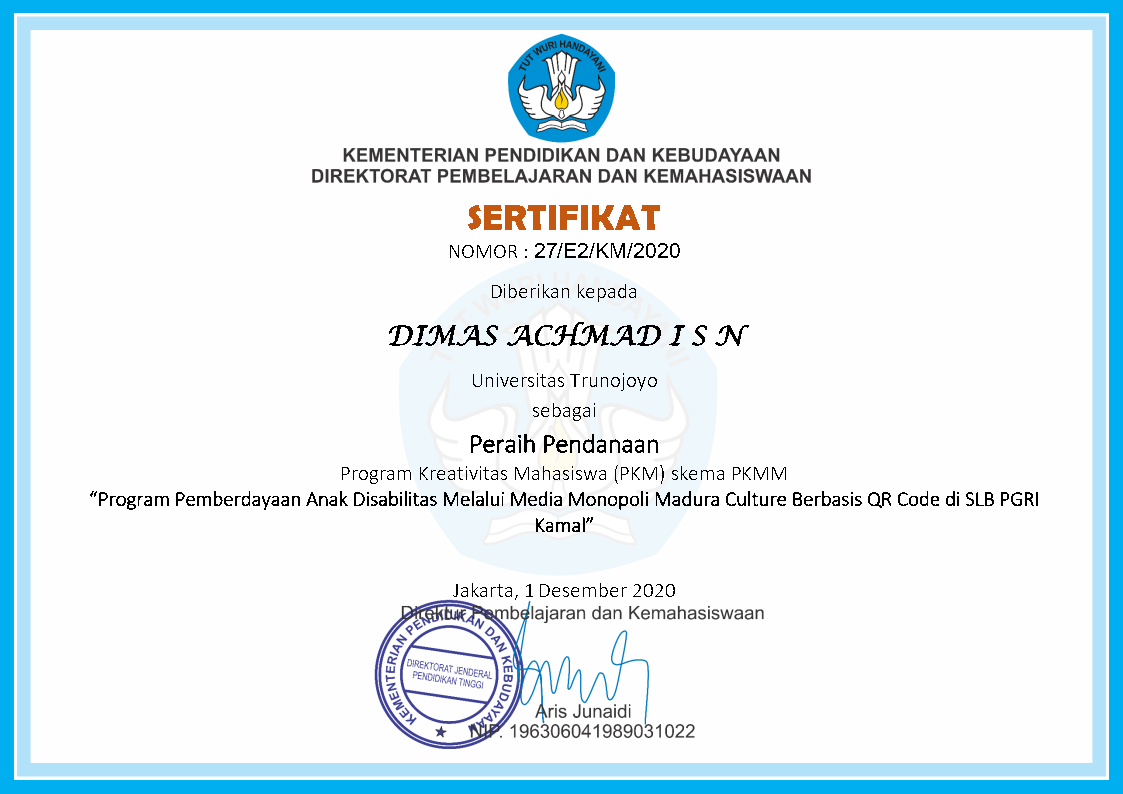 TUT WURI HANDAYANI
KEMENTERIAN PENDIDIKAN DAN KEBUDAYAAN
DIREKTORAT PEMBELAJARAN DAN KEMAHASISWAAN
SERTIFIKAT
NOMOR : 27/E2/KM/2020
Diberikan kepada
DIMAS ACHMAD I S N
Universitas Trunojoyo
sebagai
Peraih Pendanaan
Program Kreativitas Mahasiswa (PKM) skema PKMM
“Program Pemberdayaan Anak Disabilitas Melalui Media Monopoli Madura Culture Berbasis QR Code di SLB PGRI
Kamal”
Jakarta, 1 Desember 2020
Direktur Pembelajaran dan Kemahasiswaan
KEMENTERIAN PENDIDIKAN DAN KEBUDAYAAN
DIREKTORAT JENDERAL
PENDIDIKAN TINGGI
Aris Junaidi
NIP. 196306041989031022